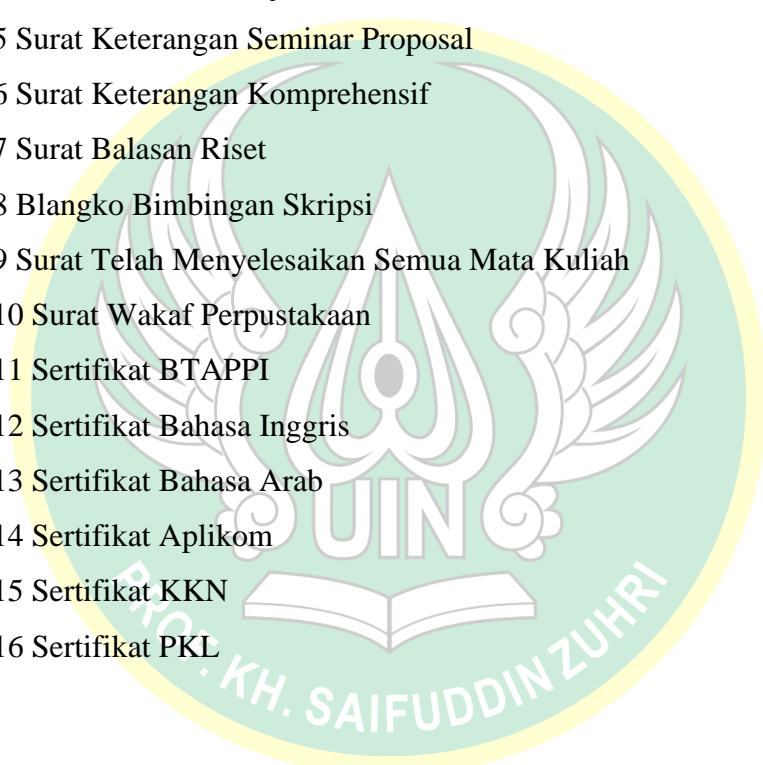 5 Surat Keterangan Seminar Proposal
6 Surat Keterangan Komprehensif
7 Surat Balasan Riset
8 Blangko Bimbingan Skripsi
9 Surat Telah Menyelesaikan Semua Mata Kuliah
10 Surat Wakaf Perpustakaan
11 Sertifikat BTAPPI
12 Sertifikat Bahasa Inggris
13 Sertifikat Bahasa Arab
14 Sertifikat Aplikom
15 Sertifikat KKN
16 Sertifikat PKL
UIN
PROF. KH. SAIFUDDIN ZUHRI